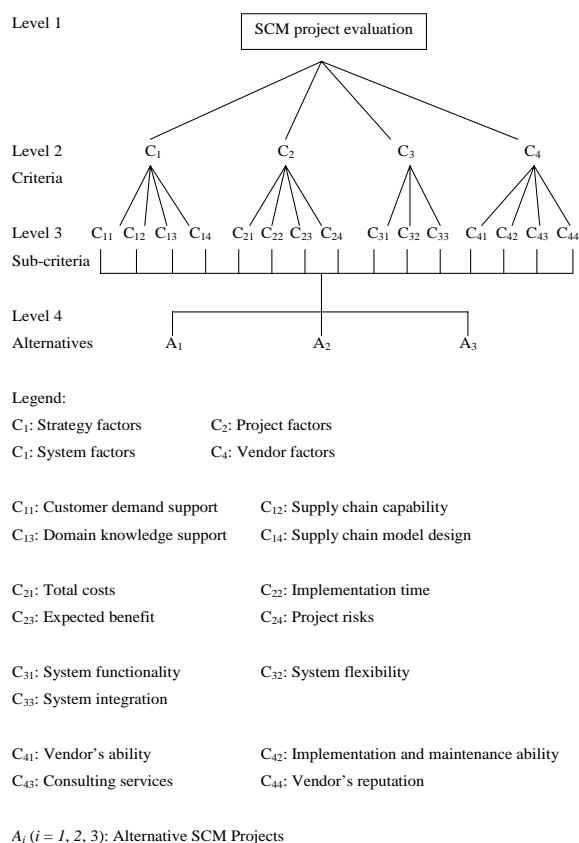 Level 1
SCM project evaluation
Level 2 C₁ C₂ C₃ C₄
Criteria
Level 3 C₁₁ C₁₂ C₁₃ C₁₄ C₂₁ C₂₂ C₂₃ C₂₄ C₃₁ C₃₂ C₃₃ C₄₁ C₄₂ C₄₃ C₄₄
Sub-criteria
Level 4
Alternatives A₁ A₂ A₃
Legend:
C₁: Strategy factors C₂: Project factors
C₁: System factors C₄: Vendor factors
C₁₁: Customer demand support C₁₂: Supply chain capability
C₁₃: Domain knowledge support C₁₄: Supply chain model design
C₂₁: Total costs C₂₂: Implementation time
C₂₃: Expected benefit C₂₄: Project risks
C₃₁: System functionality C₃₂: System flexibility
C₃₃: System integration
C₄₁: Vendor's ability C₄₂: Implementation and maintenance ability
C₄₃: Consulting services C₄₄: Vendor's reputation
Aᵢ (i = 1, 2, 3): Alternative SCM Projects